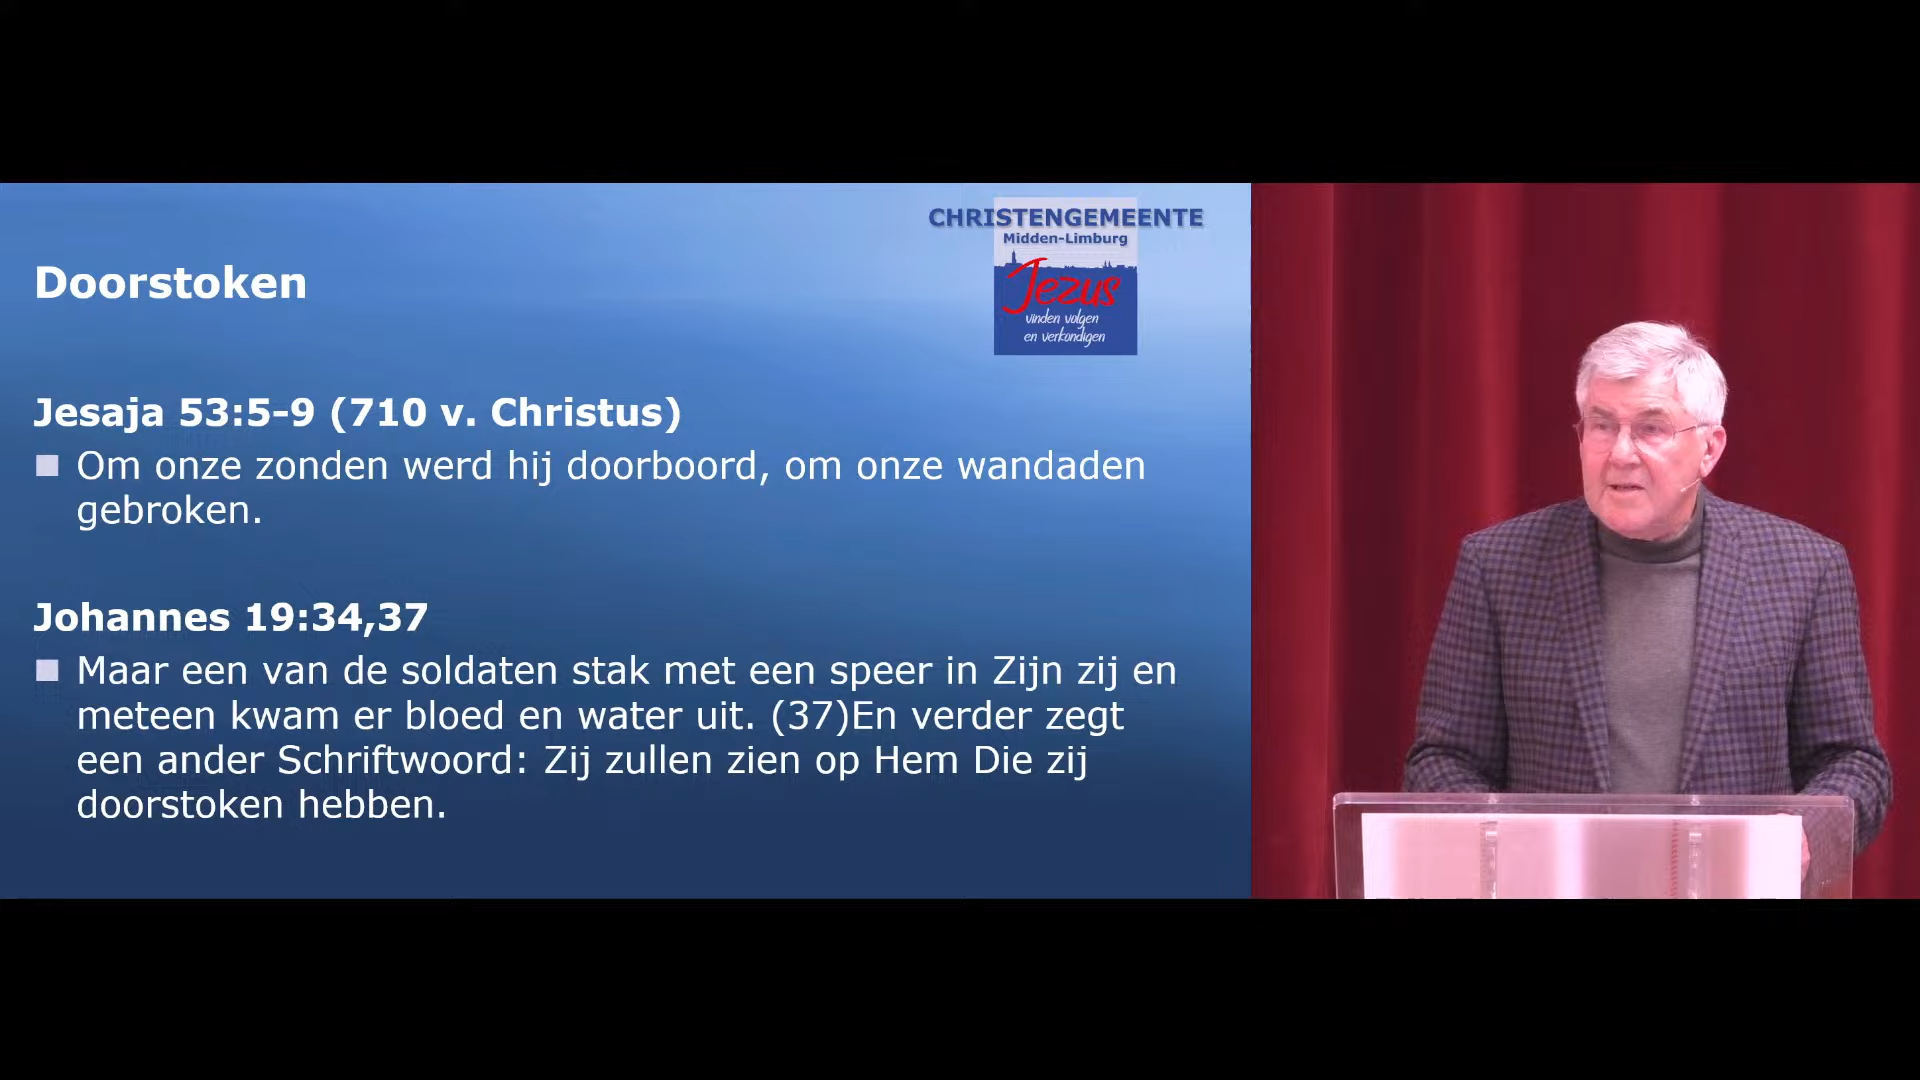 CHRISTENGEMEENTE
Midden-Limburg
Jezus
vinden volgen
en verkondigen
Doorstoken
Jesaja 53:5-9 (710 v. Christus)
Om onze zonden werd hij doorboord, om onze wandaden
gebroken.
Johannes 19:34,37
Maar een van de soldaten stak met een speer in Zijn zij en
meteen kwam er bloed en water uit. (37)En verder zegt
een ander Schriftwoord: Zij zullen zien op Hem Die zij
doorstoken hebben.